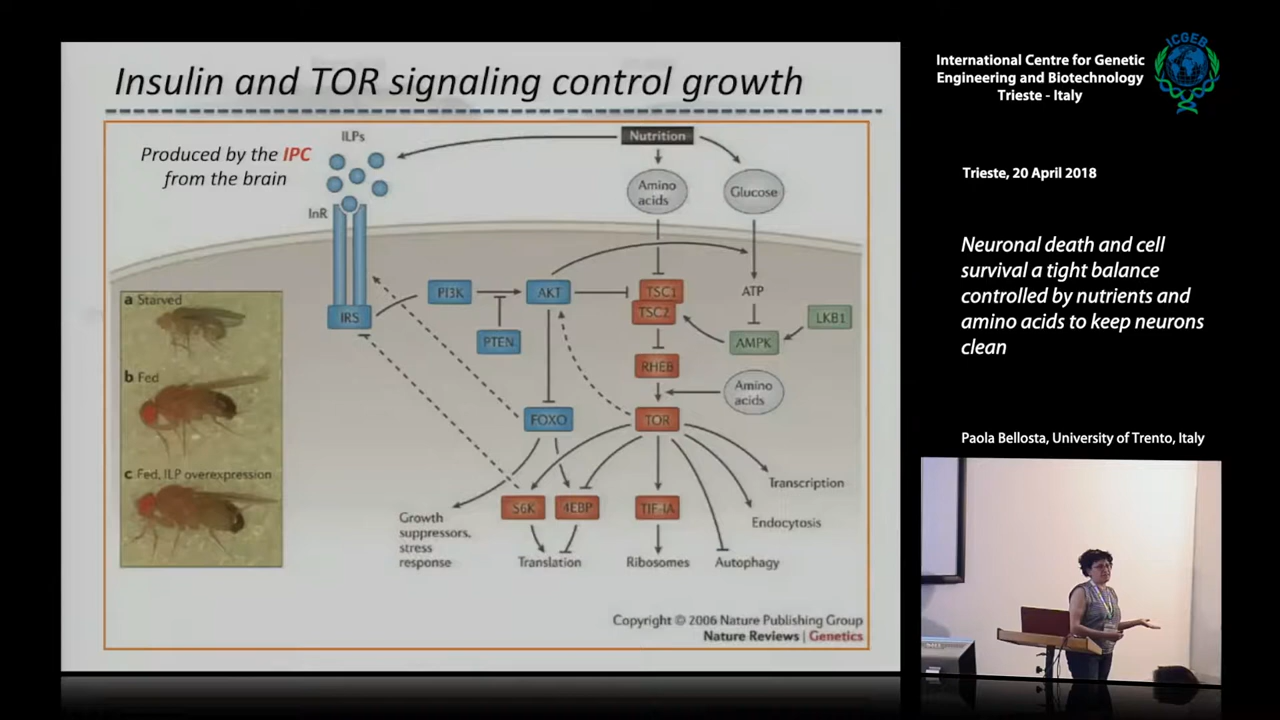 Insulin and TOR signaling control growth
Produced by the IPC
from the brain
ILPs
Nutrition
Amino
acids
Glucose
InR
a Starved
IRS
PI3K
AKT
TSC1
TSC2
ATP
LKB1
PTEN
AMPK
RHEB
Amino
acids
b Fed
FOXO
TOR
c Fed, ILP overexpression
S6K
4EBP
TIF-IA
Transcription
Endocytosis
Growth
suppressors,
stress
response
Translation
Ribosomes
Autophagy
Copyright © 2006 Nature Publishing Group
Nature Reviews | Genetics
International Centre for Genetic
Engineering and Biotechnology
Trieste - Italy
ICGEB
Trieste, 20 April 2018
Neuronal death and cell
survival a tight balance
controlled by nutrients and
amino acids to keep neurons
clean
Paola Bellosta, University of Trento, Italy